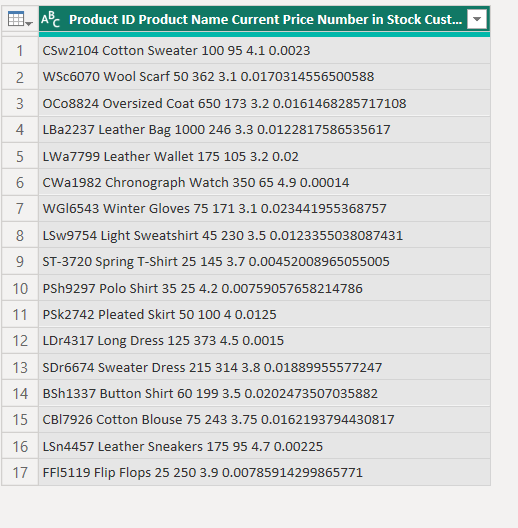 ABC Product ID Product Name Current Price Number In Stock Cust...
1 CSw2104 Cotton Sweater 100 95 4.1 0.0023
2 WSc6070 Wool Scarf 50 362 3.1 0.0170314556500588
3 OCo8824 Oversized Coat 650 173 3.2 0.0161468285717108
4 LBa2237 Leather Bag 1000 246 3.3 0.0122817586535617
5 LWa7799 Leather Wallet 175 105 3.2 0.02
6 CWa1982 Chronograph Watch 350 65 4.9 0.00014
7 WGl6543 Winter Gloves 75 171 3.1 0.023441955368757
8 LSw9754 Light Sweatshirt 45 230 3.5 0.0123355038087431
9 ST-3720 Spring T-Shirt 25 145 3.7 0.00452008965055005
10 PSh9297 Polo Shirt 35 25 4.2 0.00759057658214786
11 PSk2742 Pleated Skirt 50 100 4 0.0125
12 LDr4317 Long Dress 125 373 4.5 0.0015
13 SDr6674 Sweater Dress 215 314 3.8 0.01889955577247
14 BSh1337 Button Shirt 60 199 3.5 0.0202473507035882
15 CBl7926 Cotton Blouse 75 243 3.75 0.0162193794430817
16 LSn4457 Leather Sneakers 175 95 4.7 0.00225
17 FFl5119 Flip Flops 25 250 3.9 0.00785914299865771